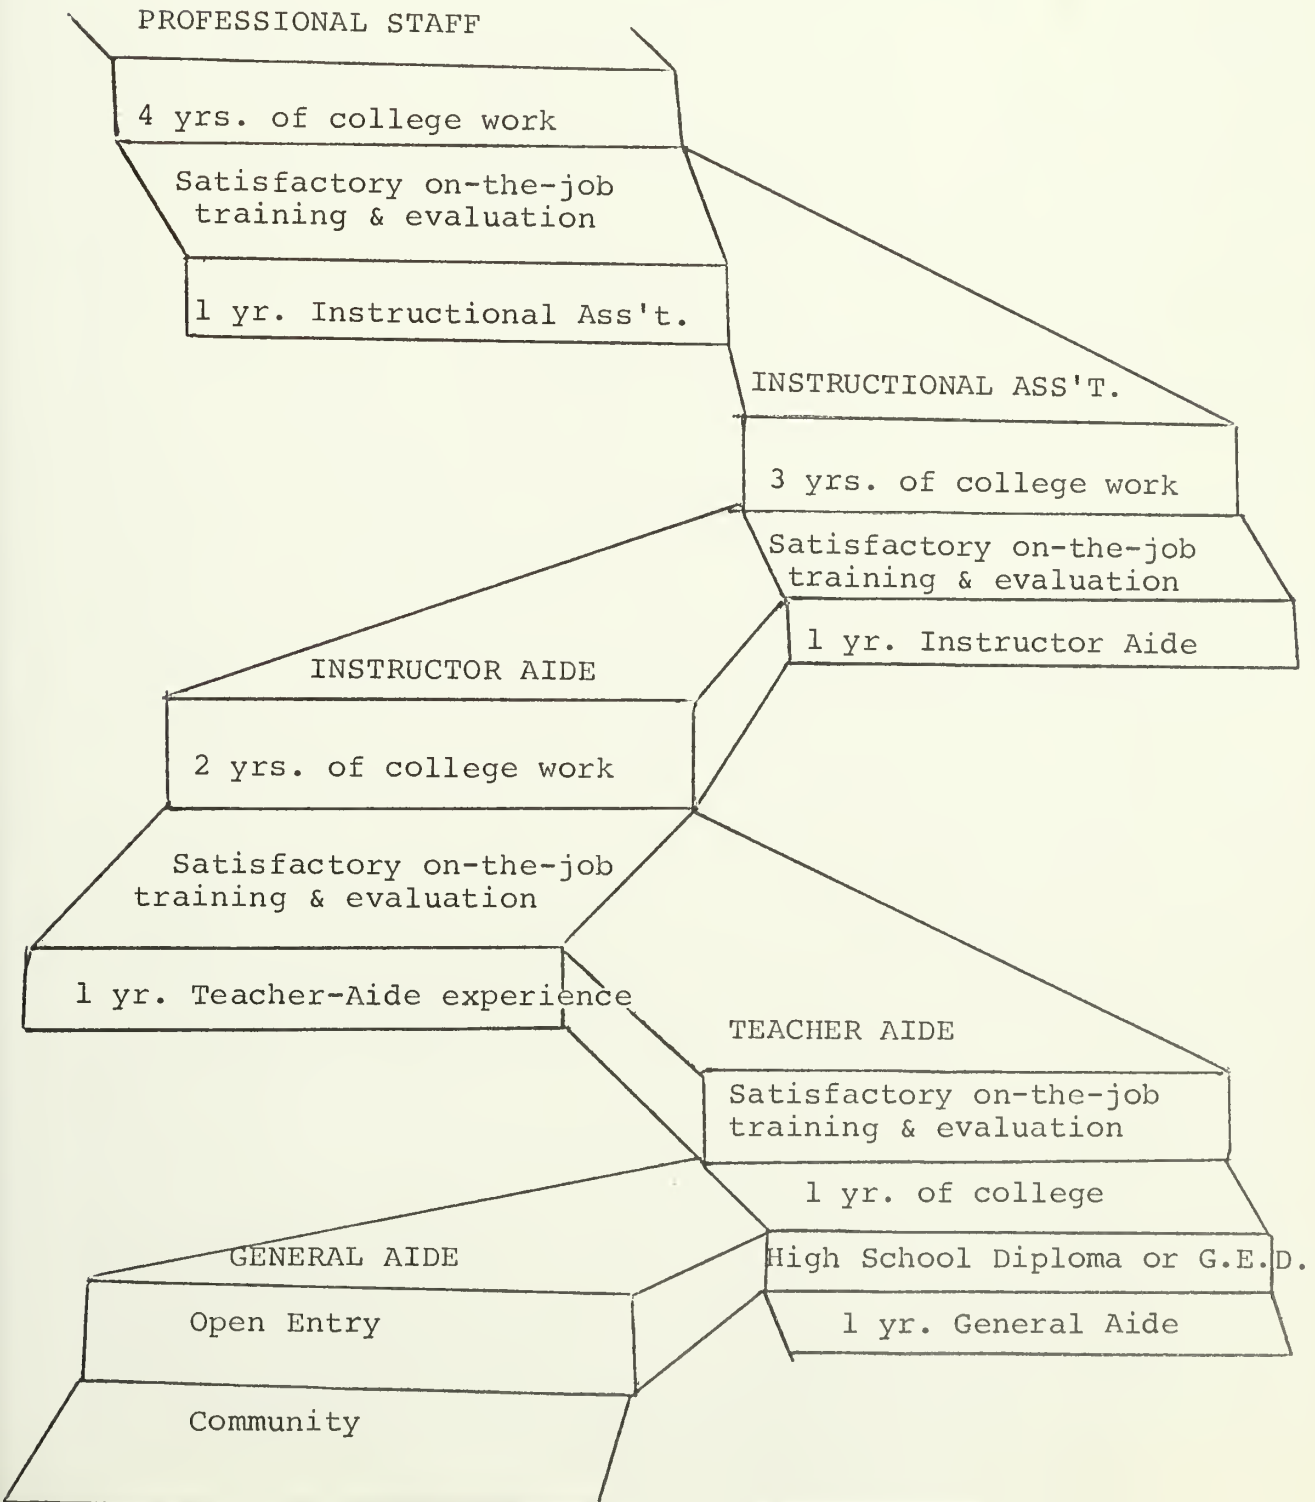 PROFESSIONAL STAFF
4 yrs. of college work
Satisfactory on-the-job
training & evaluation
1 yr. Instructional Ass't.
INSTRUCTIONAL ASS'T.
3 yrs. of college work
Satisfactory on-the-job
training & evaluation
1 yr. Instructor Aide
INSTRUCTOR AIDE
2 yrs. of college work
Satisfactory on-the-job
training & evaluation
1 yr. Teacher-Aide experience
TEACHER AIDE
Satisfactory on-the-job
training & evaluation
1 yr. of college
High School Diploma or G.E.D.
1 yr. General Aide
GENERAL AIDE
Open Entry
Community